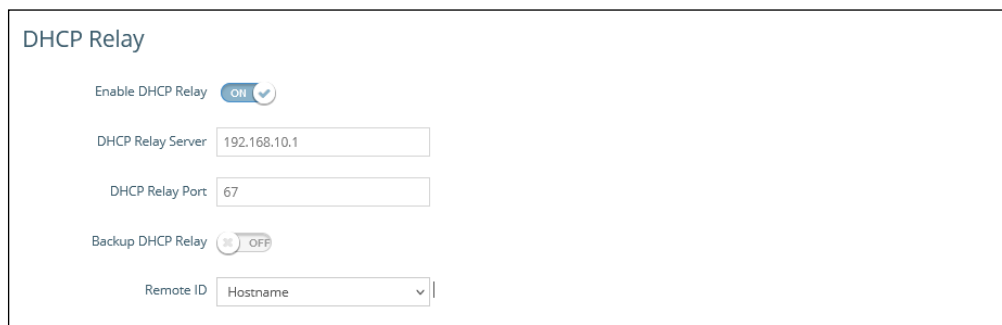 DHCP Relay
Enable DHCP Relay ON
DHCP Relay Server 192.168.10.1
DHCP Relay Port 67
Backup DHCP Relay OFF
Remote ID Hostname